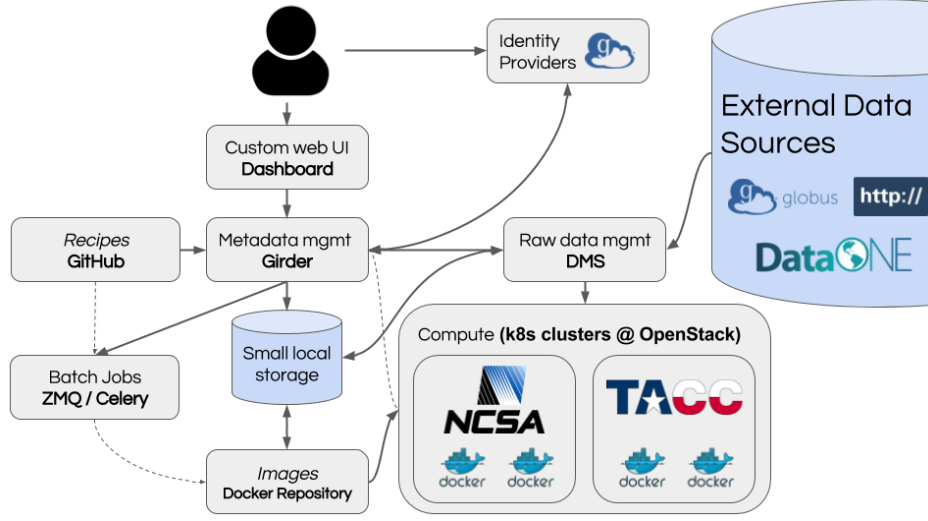 Identity
Providers
g
External Data
Sources
g
globus
http://
DataONE
Custom web UI
Dashboard
Recipes
GitHub
Metadata mgmt
Girder
Raw data mgmt
DMS
Small local
storage
Compute (k8s clusters @ OpenStack)
Batch Jobs
ZMQ / Celery
NCSA
TACC
docker
docker
docker
docker
Images
Docker Repository